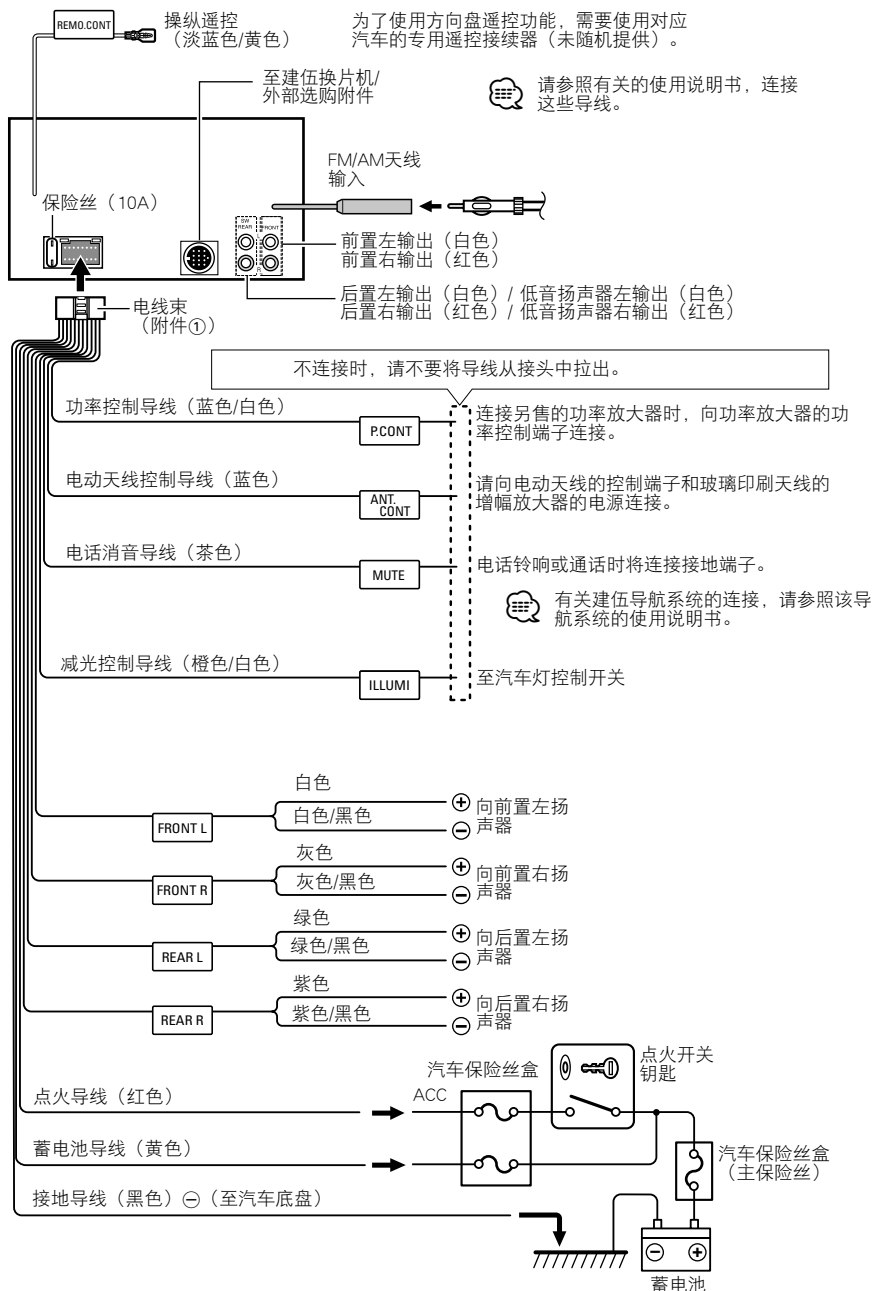 REMO.CONT
操纵遥控
（淡蓝色/黄色）
为了使用方向盘遥控功能，需要使用对应
汽车的专用遥控接续器（未随机提供）。
至建伍换片机/
外部选购附件
请参照有关的使用说明书，连接
这些导线。
FM/AM天线
输入
保险丝（10A）
SW
REAR
FRONT
L
R
前置左输出（白色）
前置右输出（红色）
后置左输出（白色）/ 低音扬声器左输出（白色）
后置右输出（红色）/ 低音扬声器右输出（红色）
电线束
（附件①）
不连接时，请不要将导线从接头中拉出。
功率控制导线（蓝色/白色）
P.CONT
连接另售的功率放大器时，向功率放大器的功
率控制端子连接。
电动天线控制导线（蓝色）
ANT.
CONT
请向电动天线的控制端子和玻璃印刷天线的
增幅放大器的电源连接。
电话消音导线（茶色）
MUTE
电话铃响或通话时将连接接地端子。
有关建伍导航系统的连接，请参照该导
航系统的使用说明书。
减光控制导线（橙色/白色）
ILLUMI
至汽车灯控制开关
白色
白色/黑色
FRONT L
⊕ 向前置左扬
⊖ 声器
灰色
灰色/黑色
FRONT R
⊕ 向前置右扬
⊖ 声器
绿色
绿色/黑色
REAR L
⊕ 向后置左扬
⊖ 声器
紫色
紫色/黑色
REAR R
⊕ 向后置右扬
⊖ 声器
汽车保险丝盒
点火开关
钥匙
ACC
点火导线（红色）
蓄电池导线（黄色）
汽车保险丝盒
（主保险丝）
接地导线（黑色）⊖（至汽车底盘）
⊖ ⊕
蓄电池